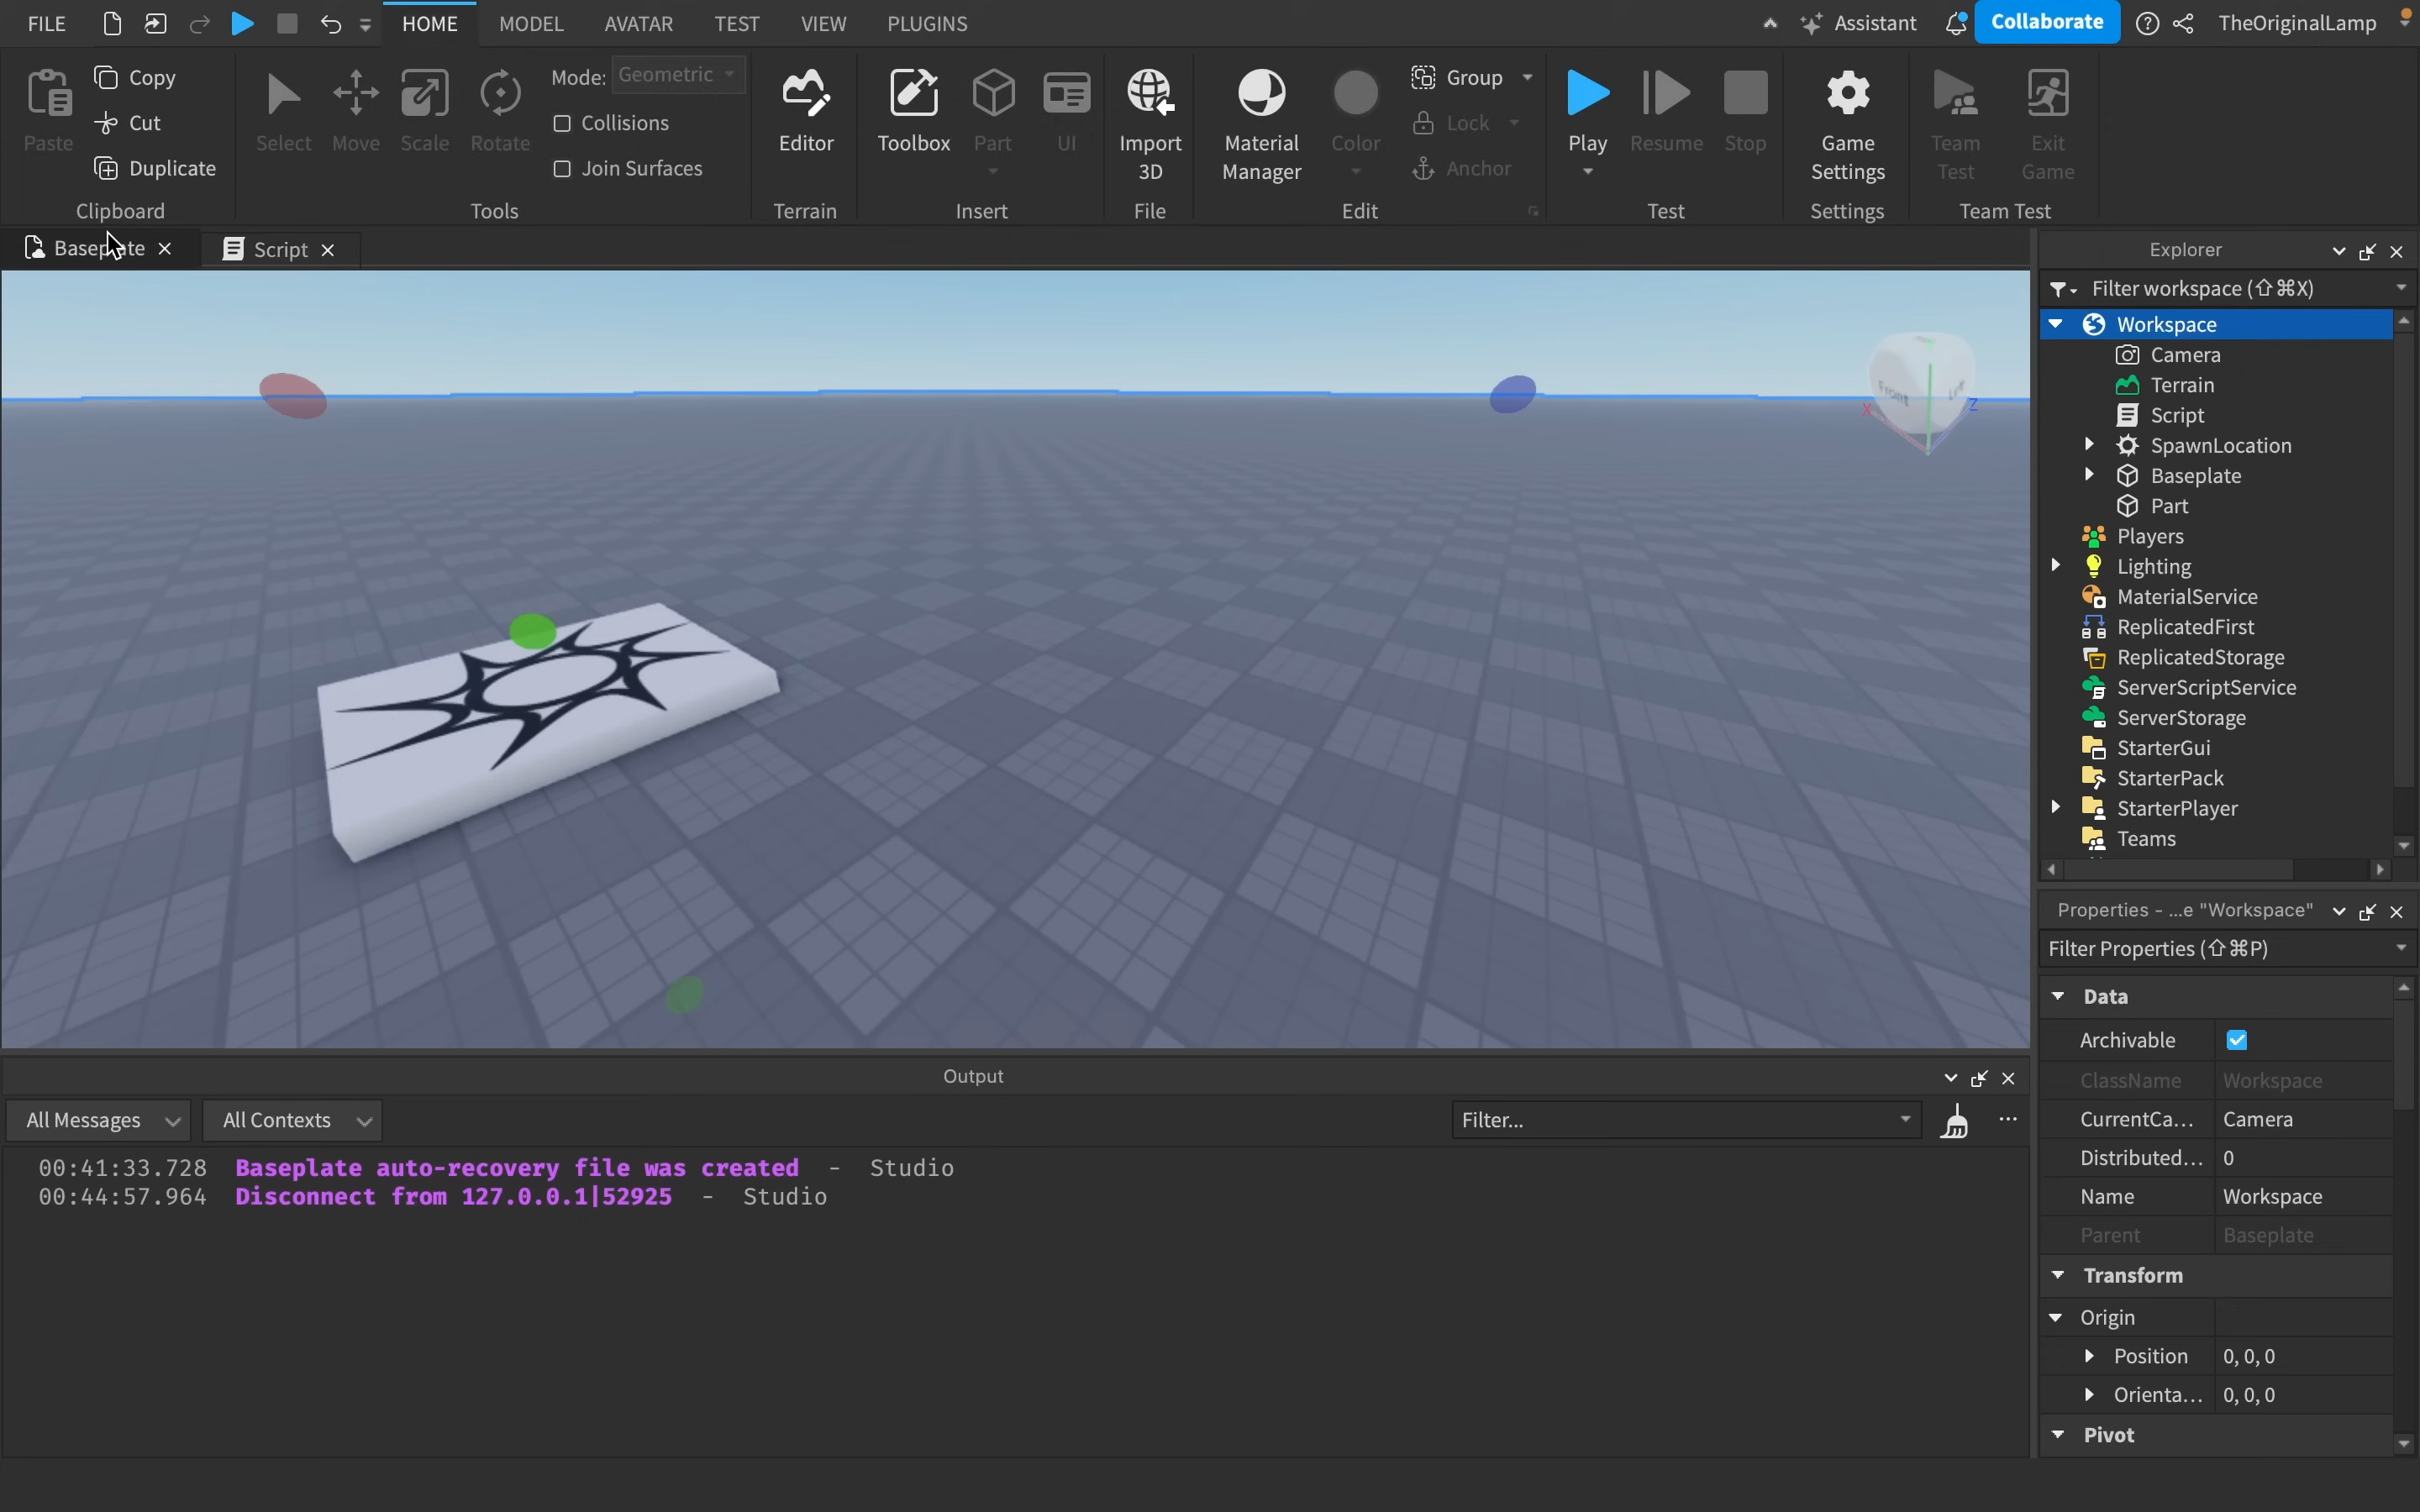 FILE HOME MODEL AVATAR TEST VIEW PLUGINS Assistant Collaborate TheOriginalLamp
Paste
Copy
Cut
Duplicate
Clipboard
Select Move Scale Rotate
Mode: Geometric
Collisions
Join Surfaces
Tools
Editor
Terrain
Toolbox Part UI
Insert
Import
3D
File
Material
Manager
Color
Group
Lock
Anchor
Edit
Play Resume Stop
Test
Game
Settings
Settings
Team
Test
Exit
Game
Team Test
Baseplate Script
Front
X
Z
Explorer
Filter workspace (⇧⌘X)
Workspace
Camera
Terrain
Script
SpawnLocation
Baseplate
Part
Players
Lighting
MaterialService
ReplicatedFirst
ReplicatedStorage
ServerScriptService
ServerStorage
StarterGui
StarterPack
StarterPlayer
Teams
Properties - ...e "Workspace"
Filter Properties (⇧⌘P)
Data
Archivable
ClassName Workspace
CurrentCa... Camera
Distributed... 0
Name Workspace
Parent Baseplate
Transform
Origin
Position 0, 0, 0
Orienta... 0, 0, 0
Pivot
Output
All Messages All Contexts Filter...
00:41:33.728 Baseplate auto-recovery file was created - Studio
00:44:57.964 Disconnect from 127.0.0.1|52925 - Studio